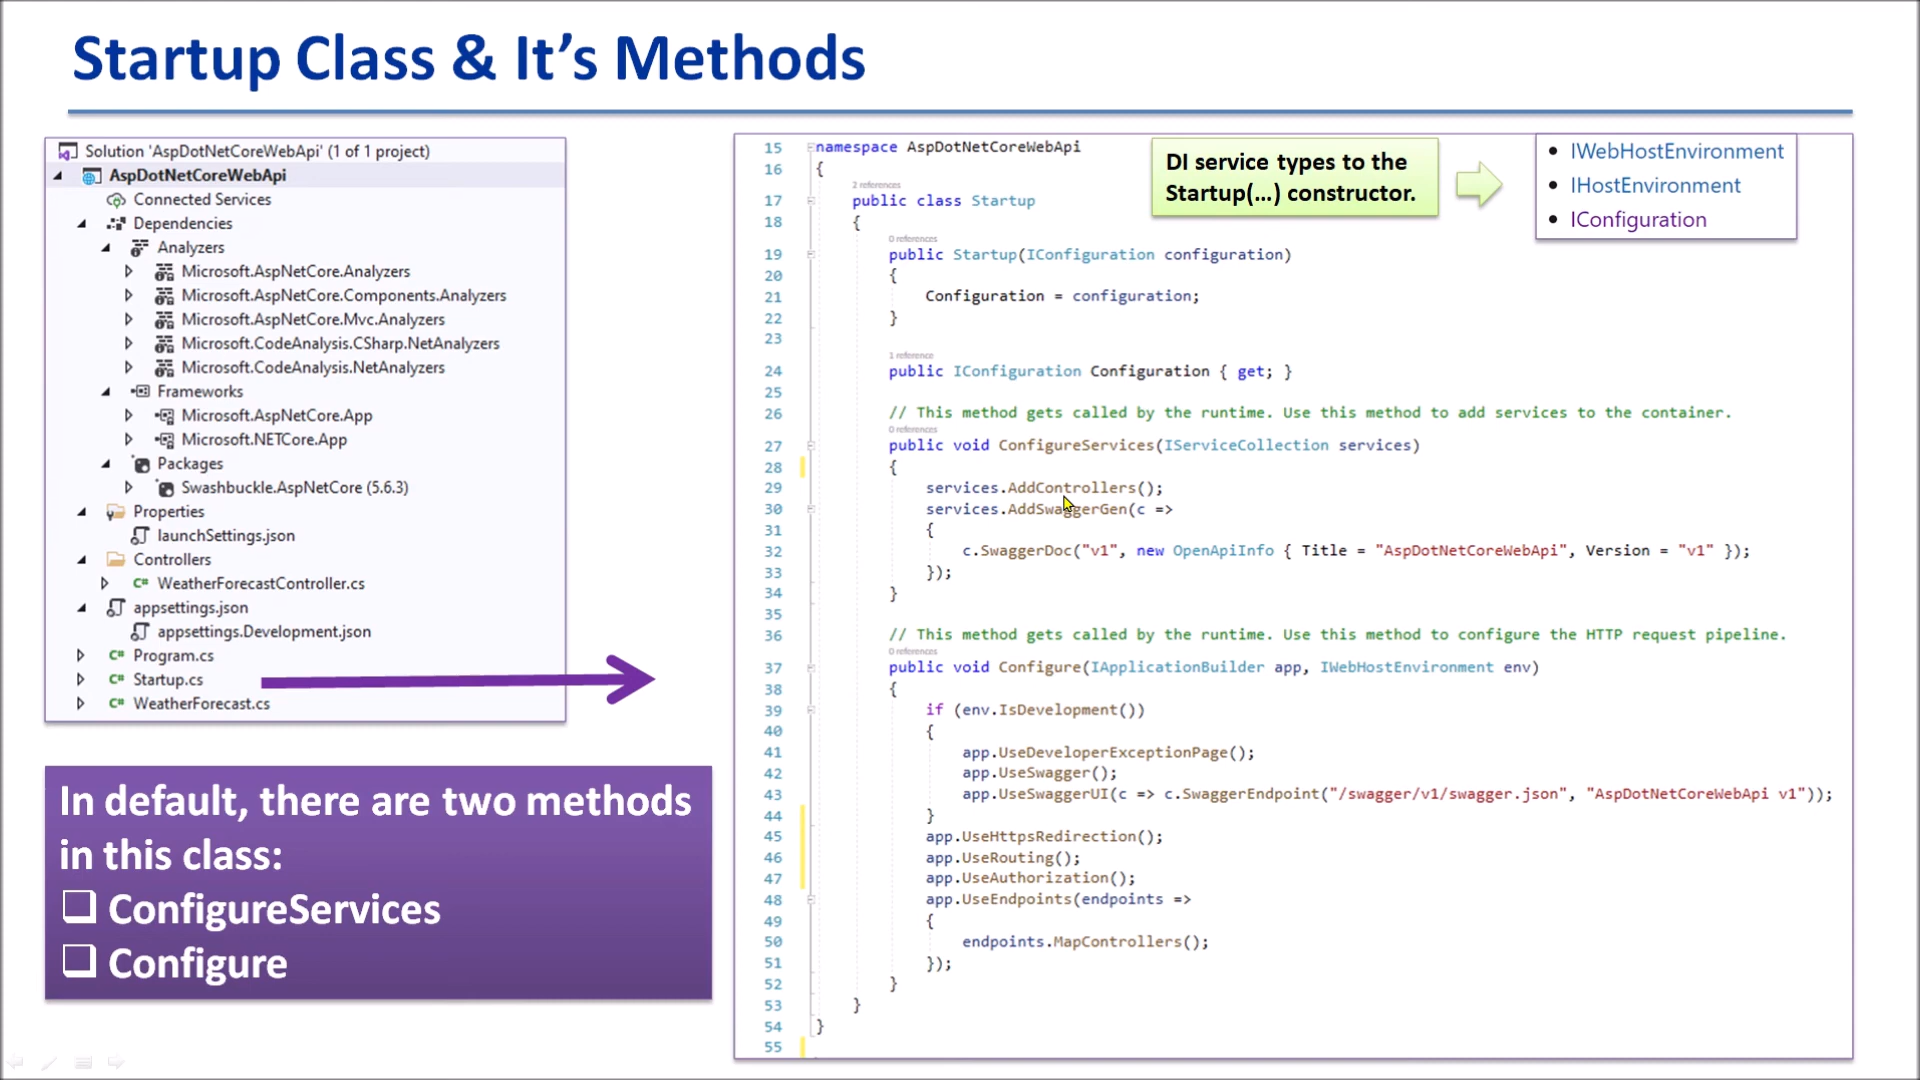 Startup Class & It’s Methods
Solution 'AspDotNetCoreWebApi' (1 of 1 project)
AspDotNetCoreWebApi
Connected Services
Dependencies
Analyzers
Microsoft.AspNetCore.Analyzers
Microsoft.AspNetCore.Components.Analyzers
Microsoft.AspNetCore.Mvc.Analyzers
Microsoft.CodeAnalysis.CSharp.NetAnalyzers
Microsoft.CodeAnalysis.NetAnalyzers
Frameworks
Microsoft.AspNetCore.App
Microsoft.NETCore.App
Packages
Swashbuckle.AspNetCore (5.6.3)
Properties
launchSettings.json
Controllers
C# WeatherForecastController.cs
appsettings.json
appsettings.Development.json
C# Program.cs
C# Startup.cs
C# WeatherForecast.cs
In default, there are two methods
in this class:
❑ ConfigureServices
❑ Configure
DI service types to the
Startup(...) constructor.
• IWebHostEnvironment
• IHostEnvironment
• IConfiguration
15 namespace AspDotNetCoreWebApi
16 {
2 references
17 public class Startup
18 {
0 references
19 public Startup(IConfiguration configuration)
20 {
21 Configuration = configuration;
22 }
23
1 reference
24 public IConfiguration Configuration { get; }
25
26 // This method gets called by the runtime. Use this method to add services to the container.
0 references
27 public void ConfigureServices(IServiceCollection services)
28 {
29 services.AddControllers();
30 services.AddSwaggerGen(c =>
31 {
32 c.SwaggerDoc("v1", new OpenApiInfo { Title = "AspDotNetCoreWebApi", Version = "v1" });
33 });
34 }
35
36 // This method gets called by the runtime. Use this method to configure the HTTP request pipeline.
0 references
37 public void Configure(IApplicationBuilder app, IWebHostEnvironment env)
38 {
39 if (env.IsDevelopment())
40 {
41 app.UseDeveloperExceptionPage();
42 app.UseSwagger();
43 app.UseSwaggerUI(c => c.SwaggerEndpoint("/swagger/v1/swagger.json", "AspDotNetCoreWebApi v1"));
44 }
45 app.UseHttpsRedirection();
46 app.UseRouting();
47 app.UseAuthorization();
48 app.UseEndpoints(endpoints =>
49 {
50 endpoints.MapControllers();
51 });
52 }
53 }
54 }
55